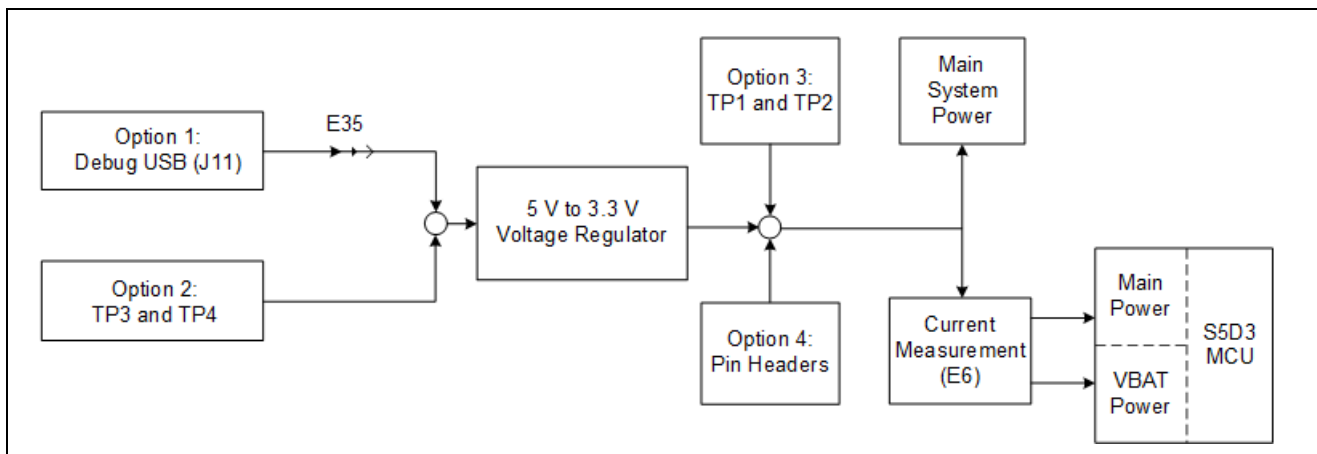 Option 1:
Debug USB (J11)
E35
Option 2:
TP3 and TP4
5 V to 3.3 V
Voltage Regulator
Option 3:
TP1 and TP2
Option 4:
Pin Headers
Main
System
Power
Current
Measurement
(E6)
Main
Power
VBAT
Power
S5D3
MCU